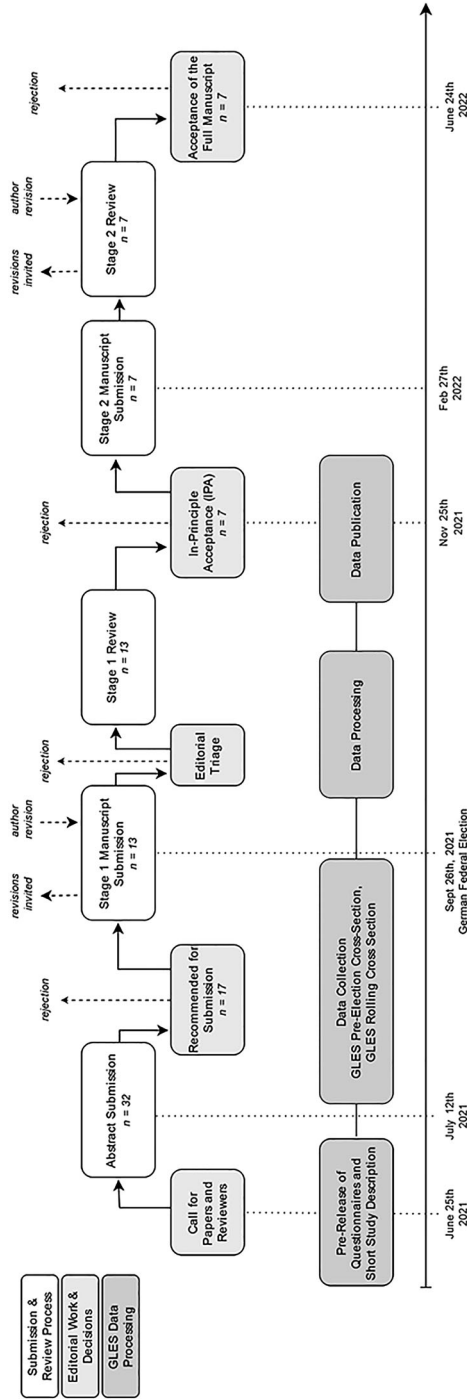 Submission &
Review Process
Editorial Work &
Decisions
GLES Data
Processing
Call for
Papers and
Reviewers
Abstract Submission
n = 32
Recommended for
Submission
n = 17
rejection
Stage 1 Manuscript
Submission
n = 13
revisions
invited
author
revision
Editorial
Triage
rejection
Stage 1 Review
n = 13
In-Principle
Acceptance (IPA)
n = 7
rejection
Stage 2 Manuscript
Submission
n = 7
Stage 2 Review
n = 7
revisions
invited
author
revision
Acceptance of the
Full Manuscript
n = 7
rejection
Pre-Release of
Questionnaires and
Short Study Description
Data Collection
GLES Pre-Election Cross-Section,
GLES Rolling Cross Section
Data Processing
Data Publication
June 25th
2021
July 12th
2021
Sept 26th, 2021
German Federal Election
Nov 25th
2021
Feb 27th
2022
June 24th
2022